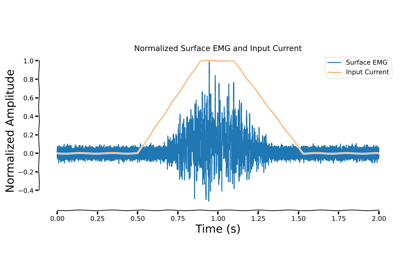 Normalized Surface EMG and Input Current
Surface EMG
Input Current
Normalized Amplitude
1.0
0.8
0.6
0.4
0.2
0.0
−0.2
−0.4
0.00 0.25 0.50 0.75 1.00 1.25 1.50 1.75 2.00
Time (s)